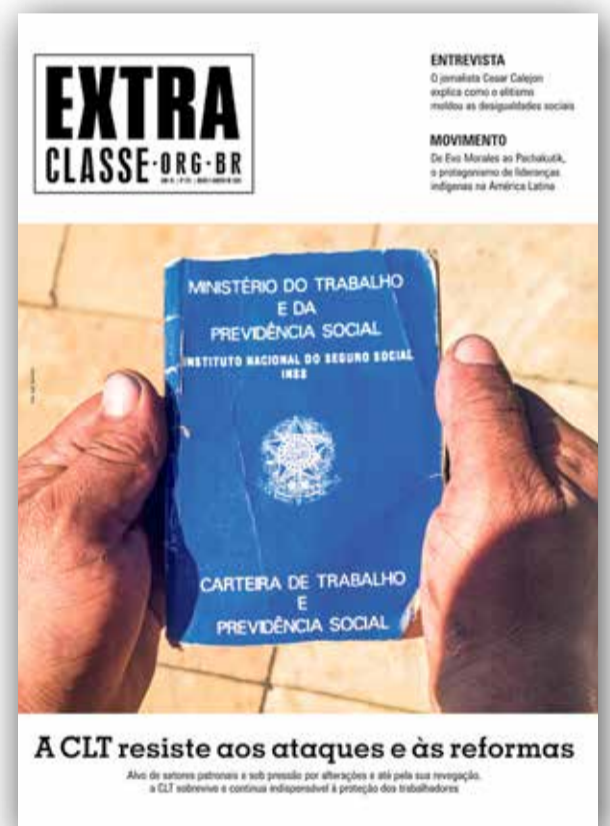 EXTRA
CLASSE·ORG·BR
ENTREVISTA
O jornalista Cesar Calejon
explica como o elitismo
moldou as desigualdades sociais
MOVIMENTO
De Evo Morales ao Pachakutik,
o protagonismo de lideranças
indígenas na América Latina
MINISTÉRIO DO TRABALHO
E DA
PREVIDÊNCIA SOCIAL
INSTITUTO NACIONAL DO SEGURO SOCIAL
INSS
CARTEIRA DE TRABALHO
E
PREVIDÊNCIA SOCIAL
A CLT resiste aos ataques e às reformas
Alvo de setores patronais e sob pressão por alterações e até pela sua revogação,
a CLT sobrevive e continua indispensável à proteção dos trabalhadores